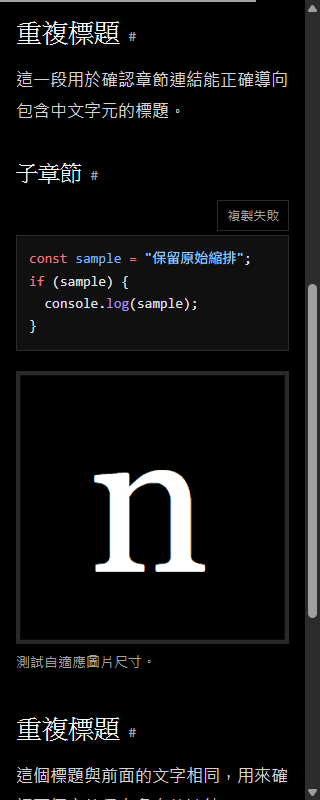 重複標題 #
這一段用於確認章節連結能正確導向
包含中文字元的標題。
子章節 #
複製失敗
const sample = "保留原始縮排";
if (sample) {
  console.log(sample);
}
n
測試自適應圖片尺寸。
重複標題 #
這個標題與前面的文字相同，用來確